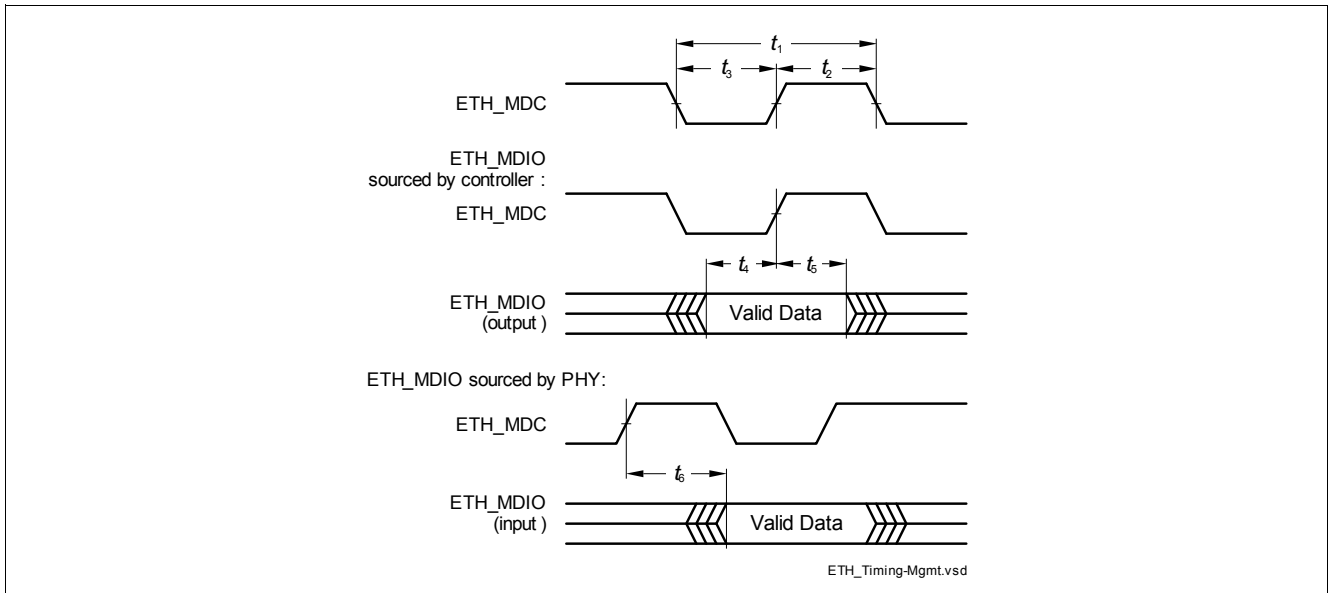 t1
t3 t2
ETH_MDC
ETH_MDIO
sourced by controller :
ETH_MDC
t4 t5
ETH_MDIO
(output )
Valid Data
ETH_MDIO sourced by PHY:
ETH_MDC
t6
ETH_MDIO
(input )
Valid Data
ETH_Timing-Mgmt.vsd